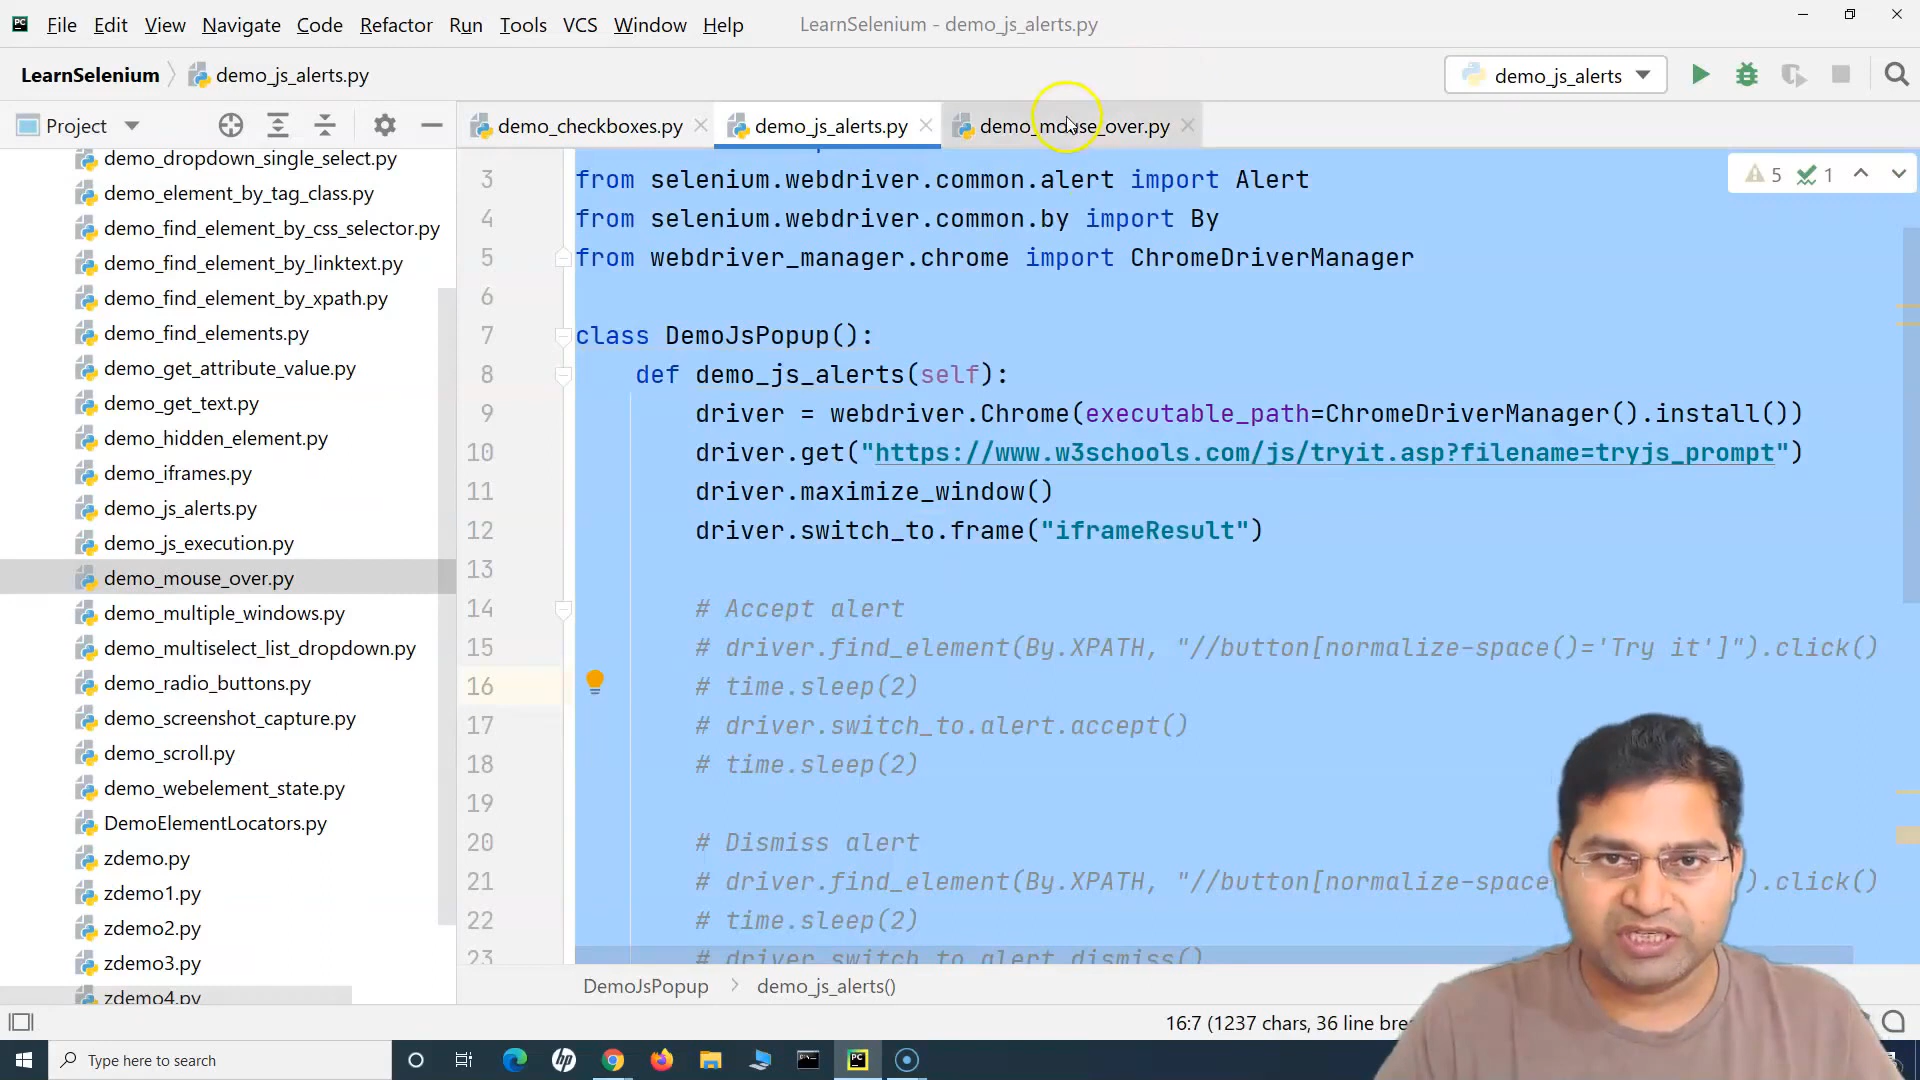 File Edit View Navigate Code Refactor Run Tools VCS Window Help LearnSelenium - demo_js_alerts.py
LearnSelenium demo_js_alerts.py demo_js_alerts
Project
demo_checkboxes.py demo_js_alerts.py demo_mouse_over.py
demo_dropdown_single_select.py
demo_element_by_tag_class.py
demo_find_element_by_css_selector.py
demo_find_element_by_linktext.py
demo_find_element_by_xpath.py
demo_find_elements.py
demo_get_attribute_value.py
demo_get_text.py
demo_hidden_element.py
demo_iframes.py
demo_js_alerts.py
demo_js_execution.py
demo_mouse_over.py
demo_multiple_windows.py
demo_multiselect_list_dropdown.py
demo_radio_buttons.py
demo_screenshot_capture.py
demo_scroll.py
demo_webelement_state.py
DemoElementLocators.py
zdemo.py
zdemo1.py
zdemo2.py
zdemo3.py
zdemo4.py
5 1
3 from selenium.webdriver.common.alert import Alert
4 from selenium.webdriver.common.by import By
5 from webdriver_manager.chrome import ChromeDriverManager
6
7 class DemoJsPopup():
8 def demo_js_alerts(self):
9 driver = webdriver.Chrome(executable_path=ChromeDriverManager().install())
10 driver.get("https://www.w3schools.com/js/tryit.asp?filename=tryjs_prompt")
11 driver.maximize_window()
12 driver.switch_to.frame("iframeResult")
13
14 # Accept alert
15 # driver.find_element(By.XPATH, "//button[normalize-space()='Try it']").click()
16 # time.sleep(2)
17 # driver.switch_to.alert.accept()
18 # time.sleep(2)
19
20 # Dismiss alert
21 # driver.find_element(By.XPATH, "//button[normalize-space ).click()
22 # time.sleep(2)
23 # driver.switch_to.alert.dismiss()
DemoJsPopup demo_js_alerts()
16:7 (1237 chars, 36 line bre
Type here to search